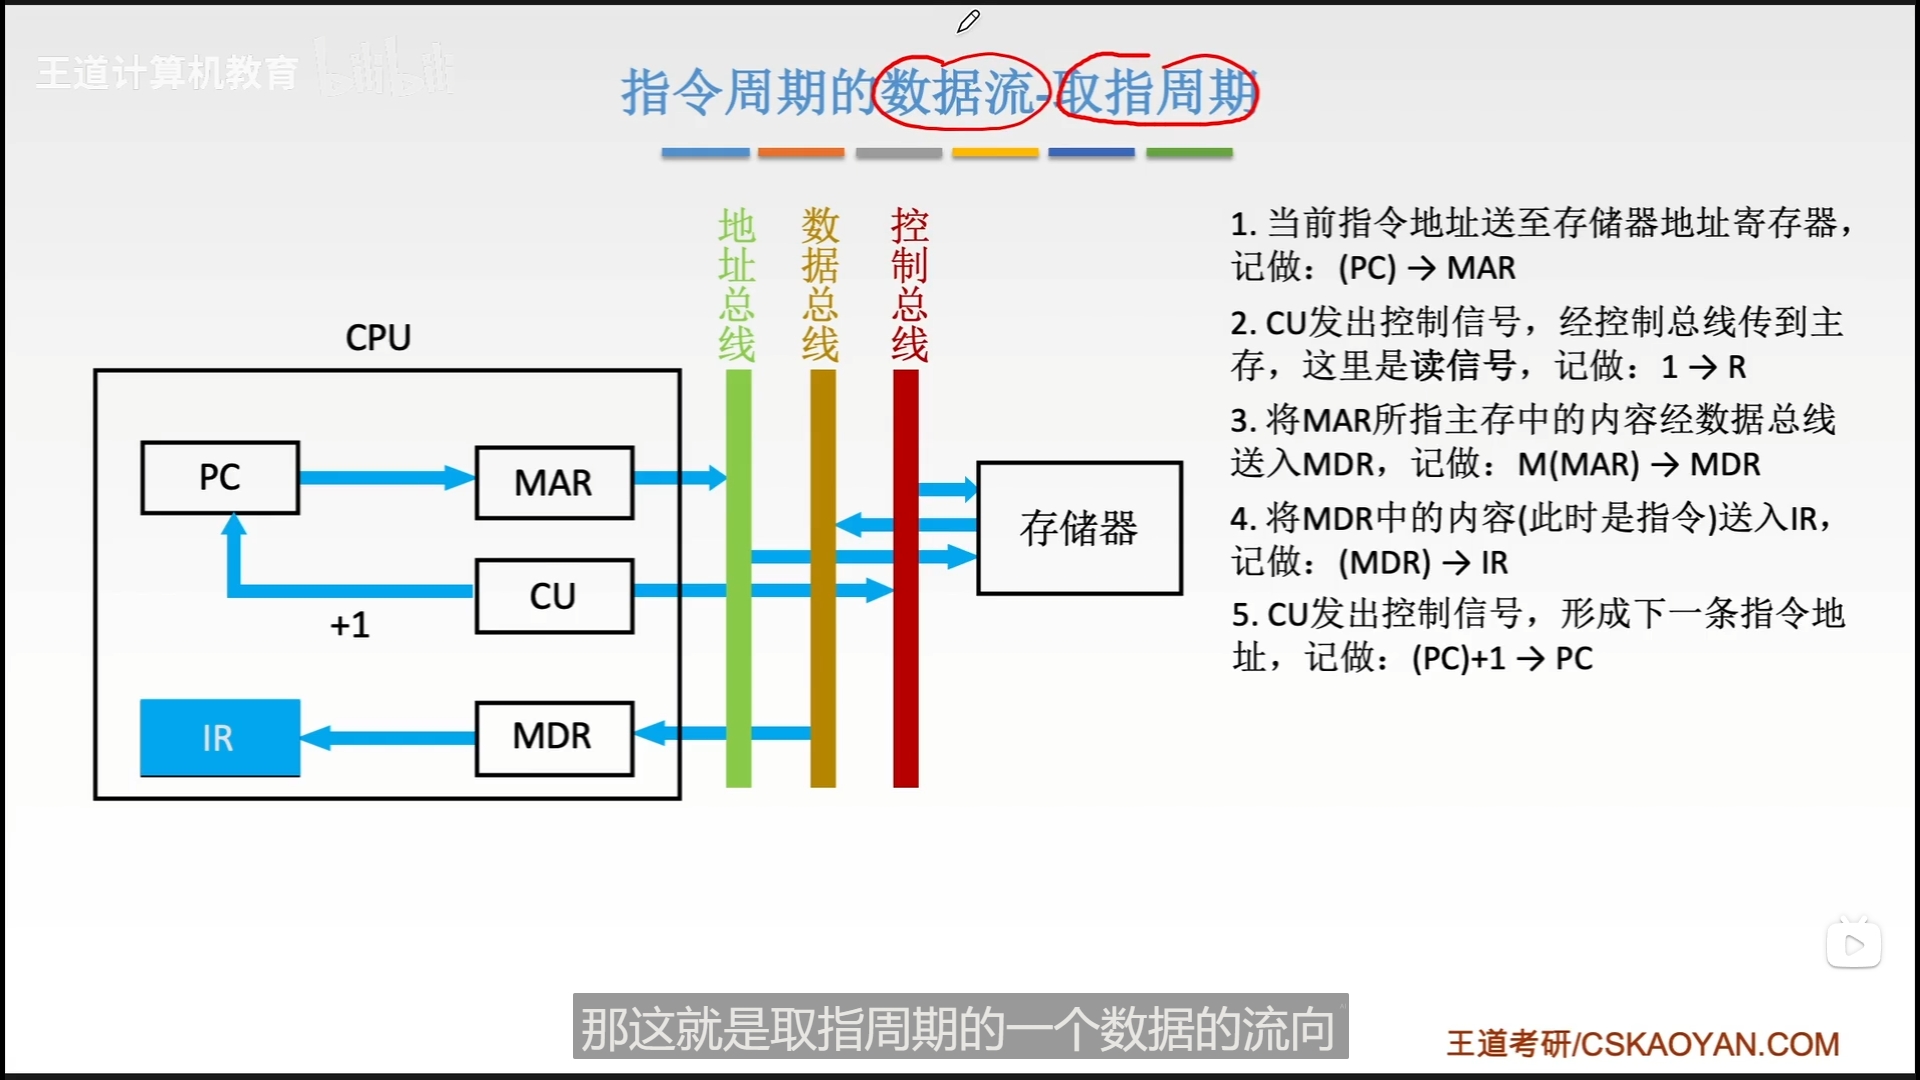 王道计算机教育 bilibili
指令周期的数据流-取指周期
地址总线
数据总线
控制总线
CPU
PC
MAR
CU
+1
IR
MDR
存储器
1. 当前指令地址送至存储器地址寄存器，
记做：(PC) → MAR
2. CU发出控制信号，经控制总线传到主
存，这里是读信号，记做：1 → R
3. 将MAR所指主存中的内容经数据总线
送入MDR，记做：M(MAR) → MDR
4. 将MDR中的内容(此时是指令)送入IR，
记做：(MDR) → IR
5. CU发出控制信号，形成下一条指令地
址，记做：(PC)+1 → PC
那这就是取指周期的一个数据的流向
王道考研/CSKAOYAN.COM